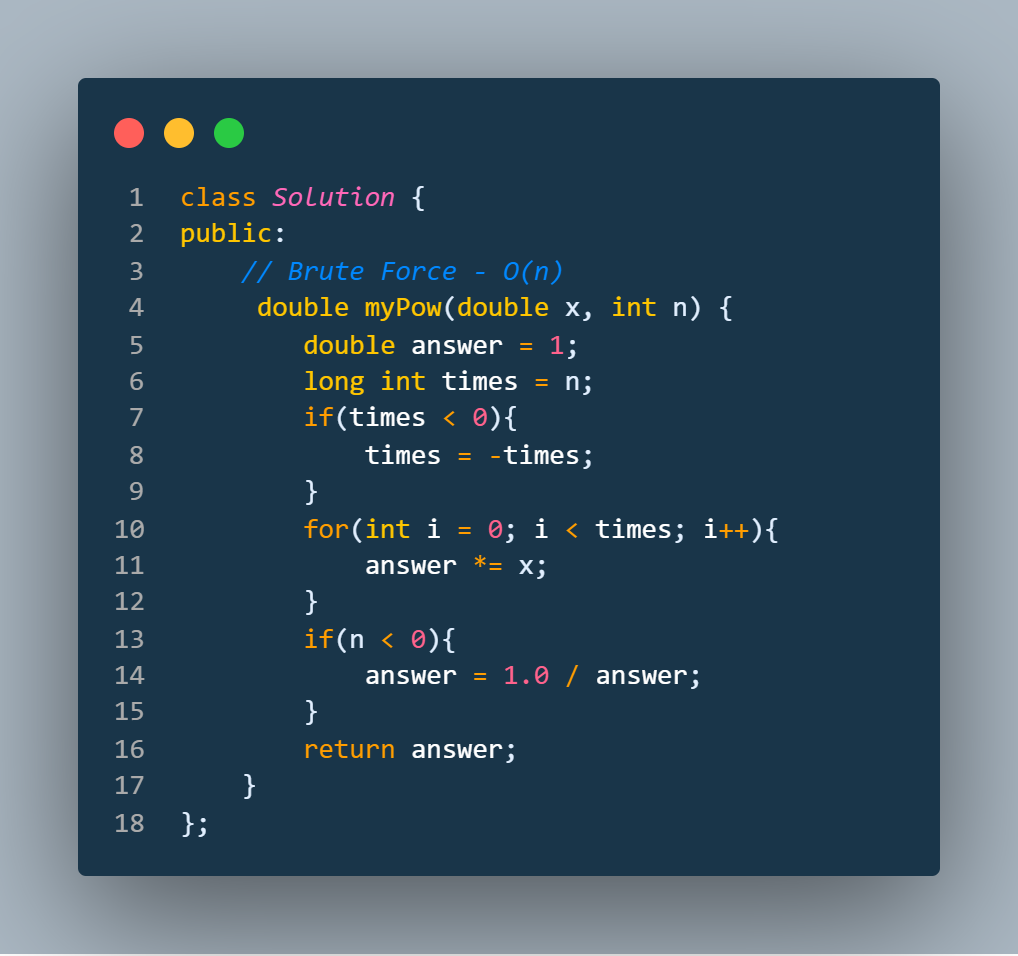 1 class Solution {
2 public:
3     // Brute Force - O(n)
4      double myPow(double x, int n) {
5         double answer = 1;
6         long int times = n;
7         if(times < 0){
8             times = -times;
9         }
10         for(int i = 0; i < times; i++){
11             answer *= x;
12         }
13         if(n < 0){
14             answer = 1.0 / answer;
15         }
16         return answer;
17     }
18 };